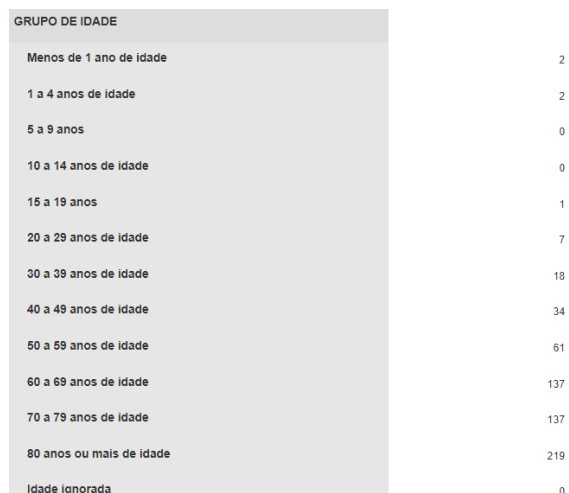 GRUPO DE IDADE
Menos de 1 ano de idade 2
1 a 4 anos de idade 2
5 a 9 anos 0
10 a 14 anos de idade 0
15 a 19 anos 1
20 a 29 anos de idade 7
30 a 39 anos de idade 18
40 a 49 anos de idade 34
50 a 59 anos de idade 61
60 a 69 anos de idade 137
70 a 79 anos de idade 137
80 anos ou mais de idade 219
Idade ignorada 0